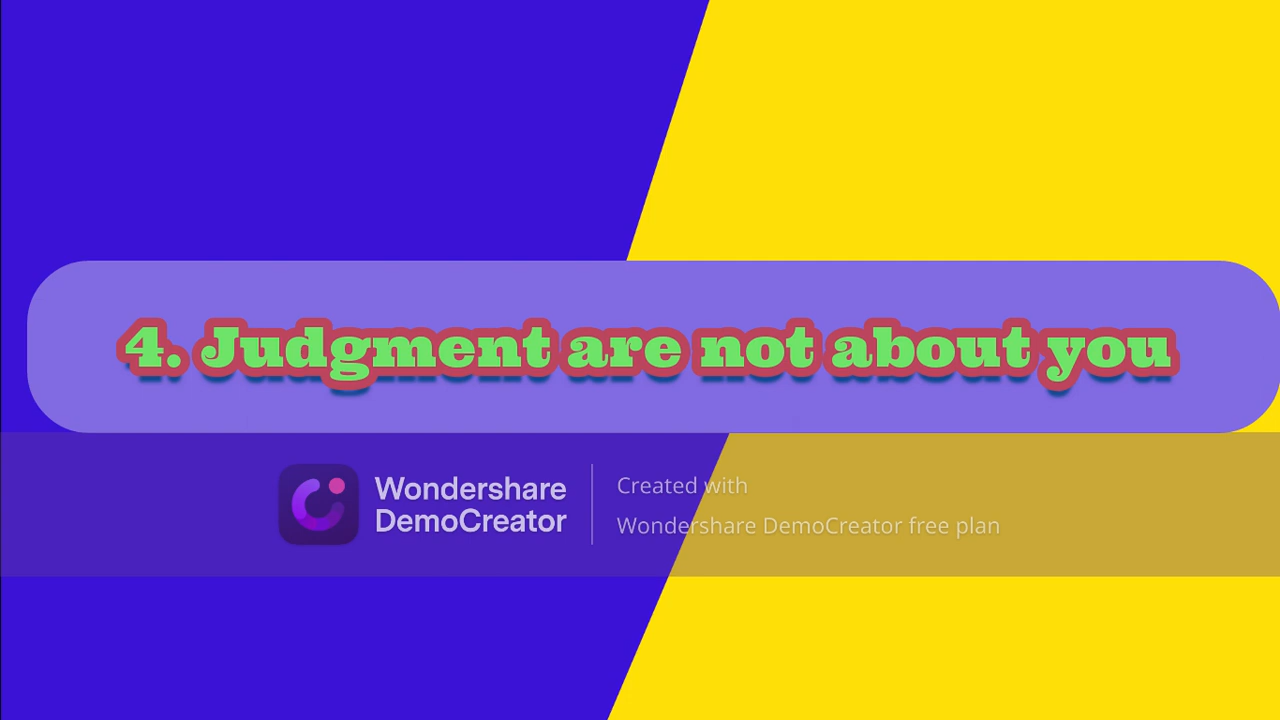 4. Judgment are not about you
Wondershare
DemoCreator
Created with
Wondershare DemoCreator free plan